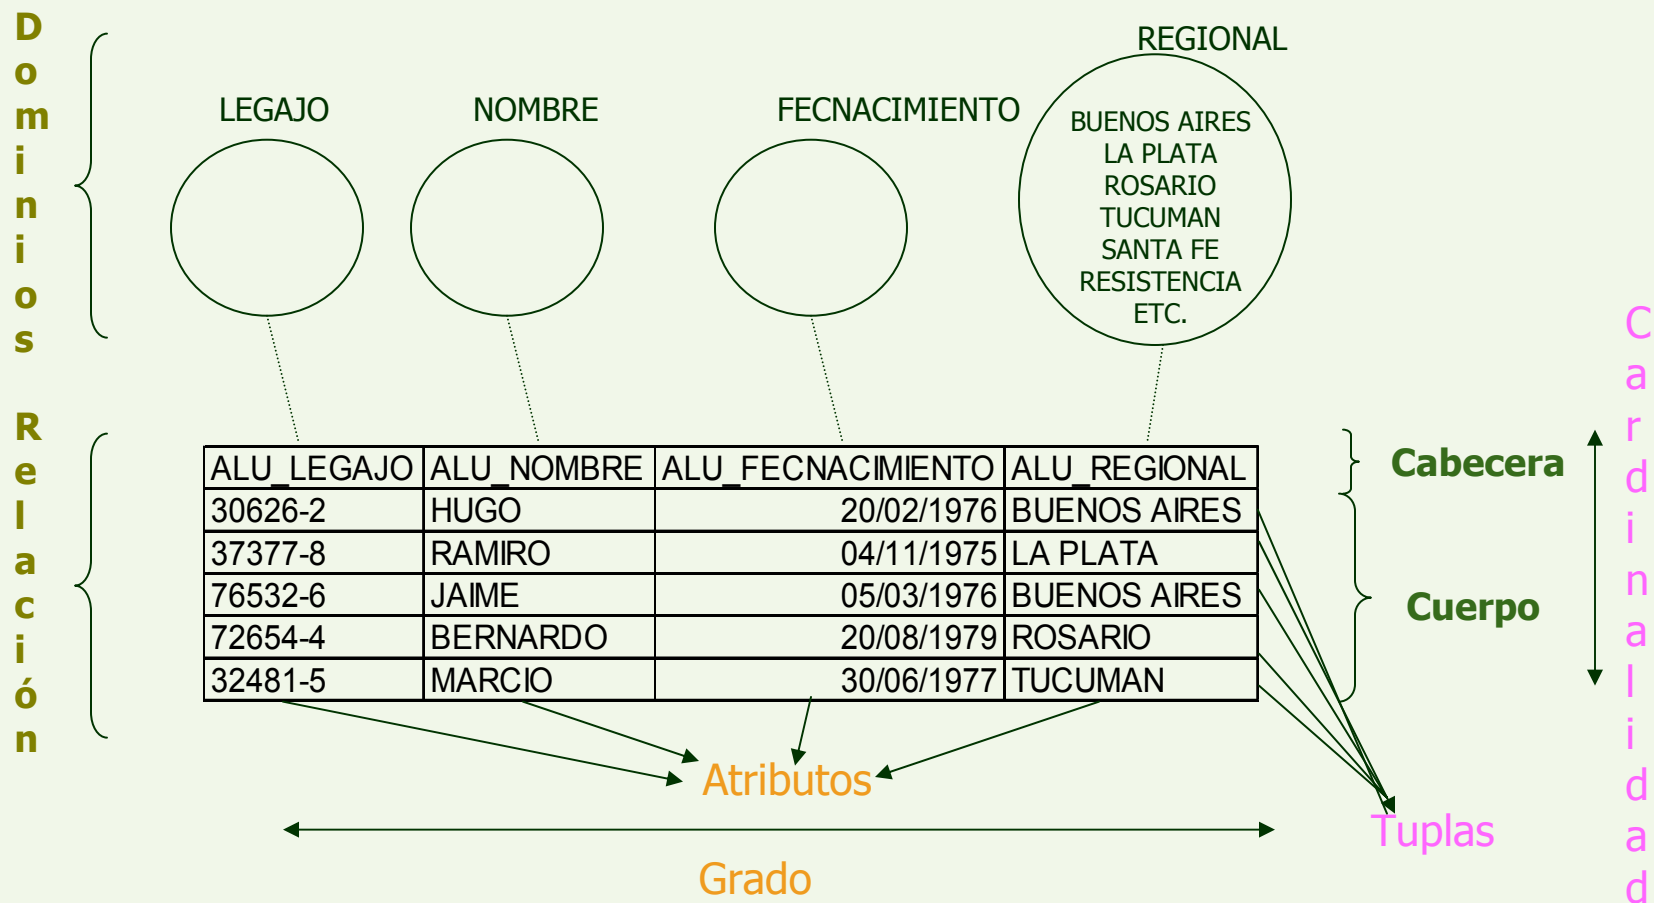 Dominios
REGIONAL
LEGAJO
NOMBRE
FECNACIMIENTO
BUENOS AIRES
LA PLATA
ROSARIO
TUCUMAN
SANTA FE
RESISTENCIA
ETC.
Relación
ALU_LEGAJO ALU_NOMBRE ALU_FECNACIMIENTO ALU_REGIONAL
30626-2 HUGO 20/02/1976 BUENOS AIRES
37377-8 RAMIRO 04/11/1975 LA PLATA
76532-6 JAIME 05/03/1976 BUENOS AIRES
72654-4 BERNARDO 20/08/1979 ROSARIO
32481-5 MARCIO 30/06/1977 TUCUMAN
Cabecera
Cuerpo
Cardinalidad
Atributos
Tuplas
Grado